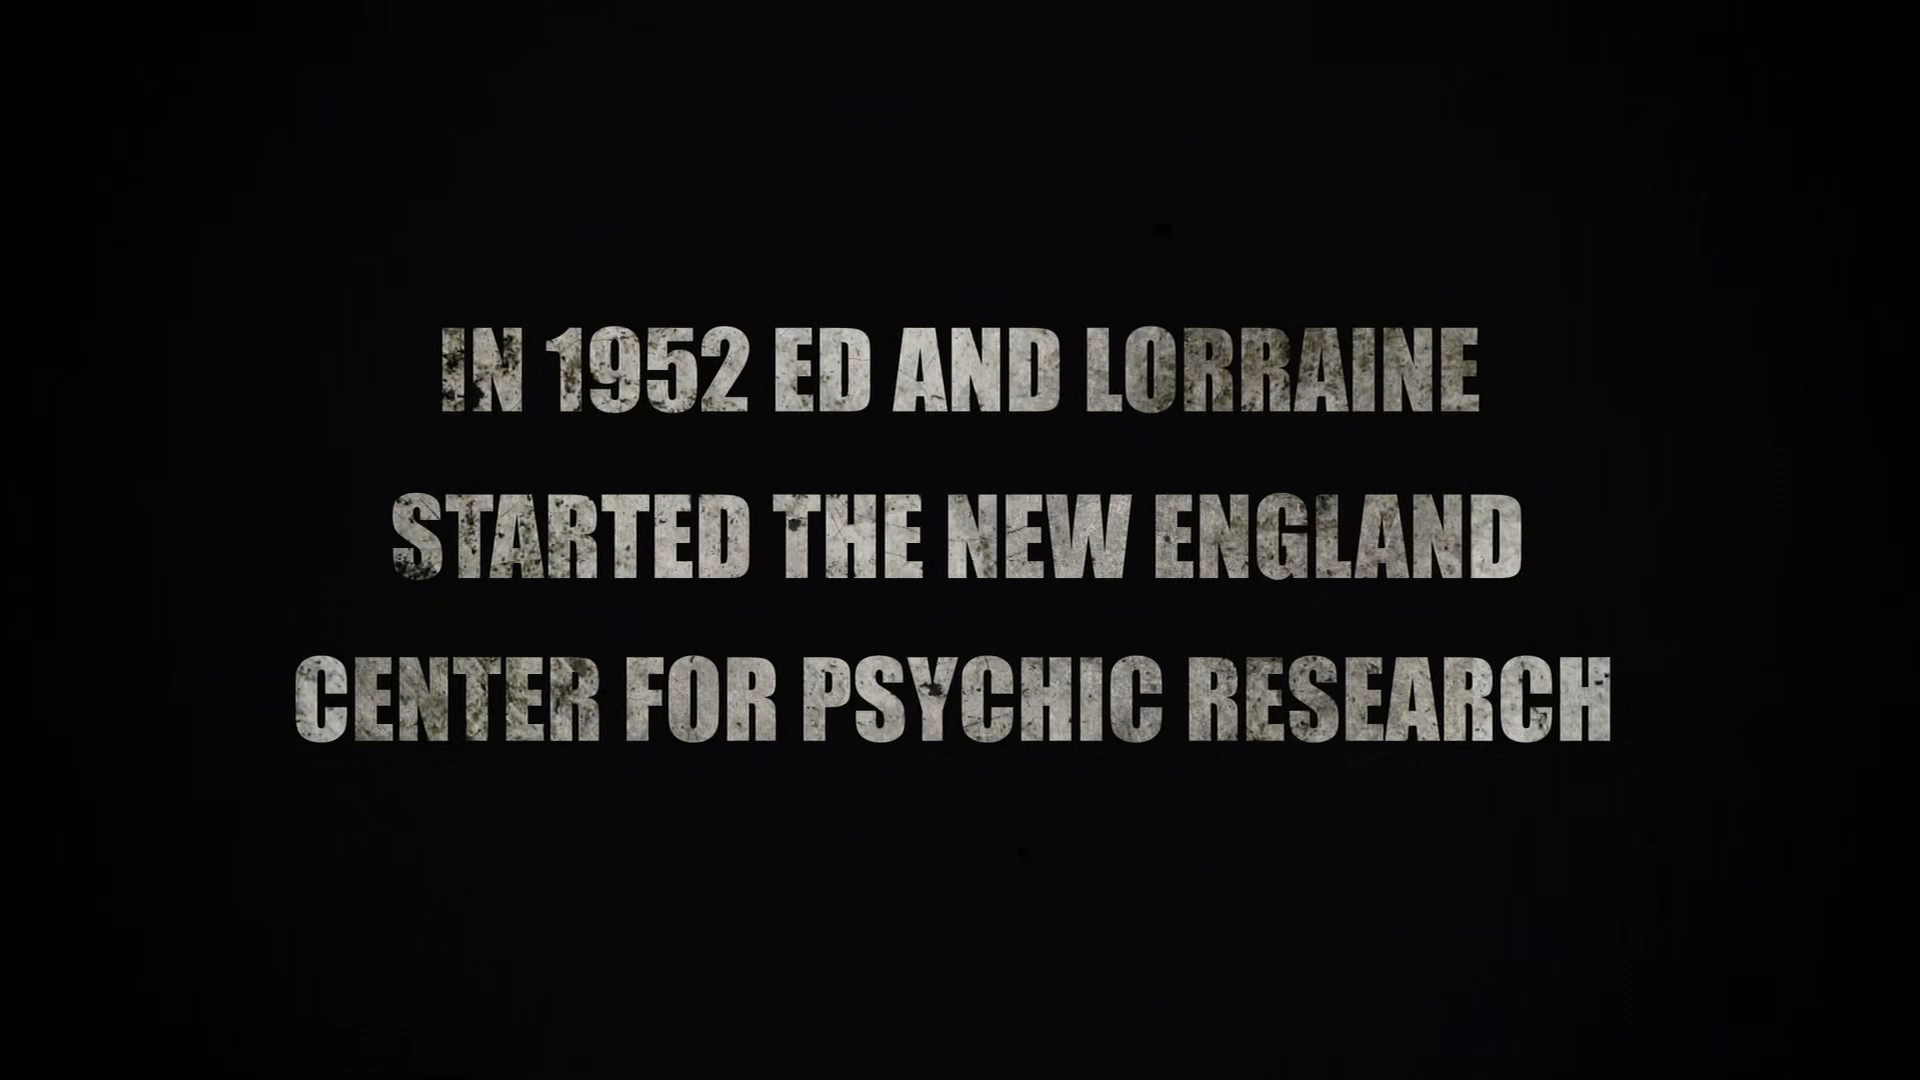 IN 1952 ED AND LORRAINE
STARTED THE NEW ENGLAND
CENTER FOR PSYCHIC RESEARCH